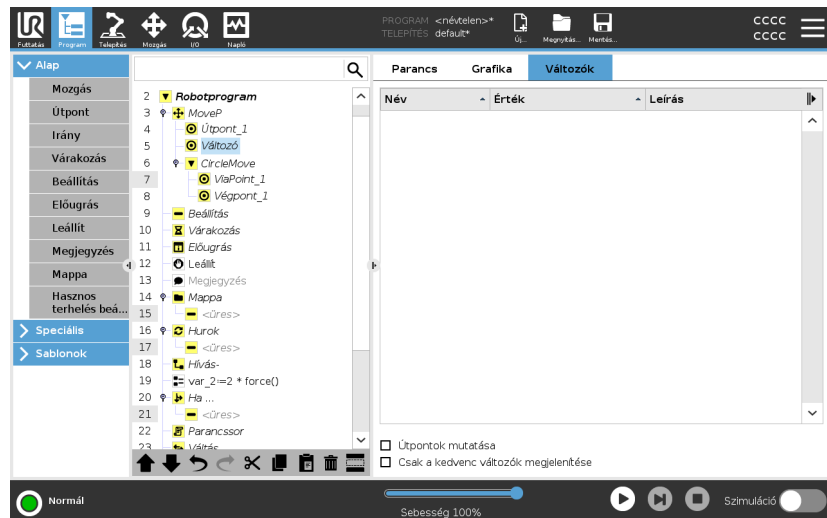 PROGRAM <névtelen>*
TELEPÍTÉS default*
cccc
cccc
Futtatás Program Telepítés Mozgás I/O Napló
Új... Megnyitás... Mentés...
Alap
Mozgás
Útpont
Irány
Várakozás
Beállítás
Előugrás
Leállít
Megjegyzés
Mappa
Hasznos
terhelés beá...
Speciális
Sablonok
2 Robotprogram
3 MoveP
4 Útpont_1
5 Változó
6 CircleMove
7 ViaPoint_1
8 Végpont_1
9 Beállítás
10 Várakozás
11 Előugrás
12 Leállít
13 Megjegyzés
14 Mappa
15 <üres>
16 Hurok
17 <üres>
18 Hívás-
19 var_2:=2 * force()
20 Ha ...
21 <üres>
22 Parancssor
23 Váltás
Parancs Grafika Változók
Név Érték Leírás
Útpontok mutatása
Csak a kedvenc változók megjelenítése
Normál
Sebesség 100%
Szimuláció